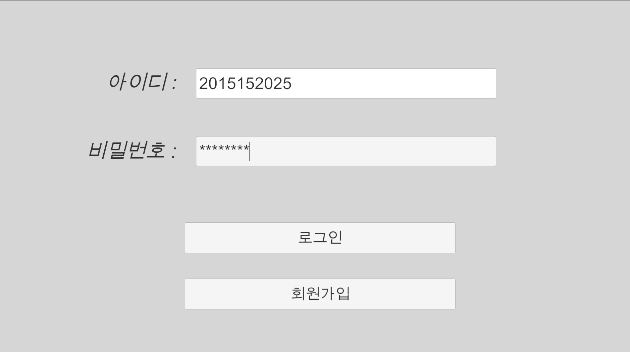 아이디 : 2015152025
비밀번호 : ********
로그인
회원가입